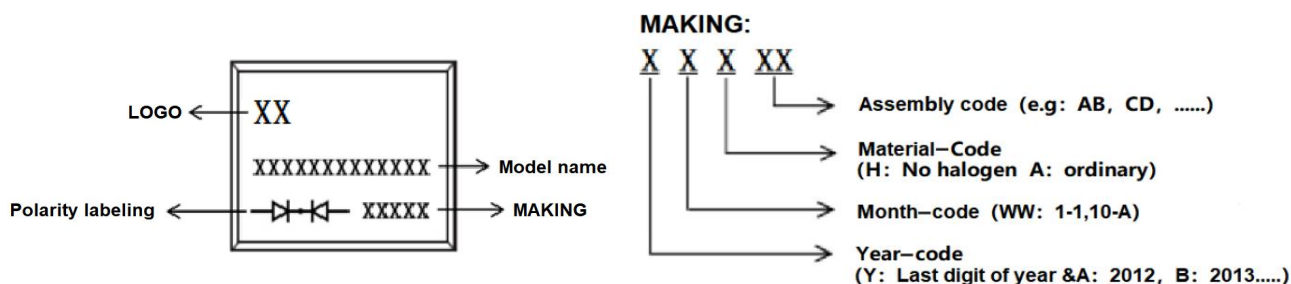 LOGO
XX
XXXXXXXXXXXXX
Model name
Polarity labeling
XXXXX
MAKING
MAKING:
X X X XX
Assembly code (e.g: AB, CD, ......)
Material-Code
(H: No halogen A: ordinary)
Month-code (WW: 1-1,10-A)
Year-code
(Y: Last digit of year &A: 2012, B: 2013.....)